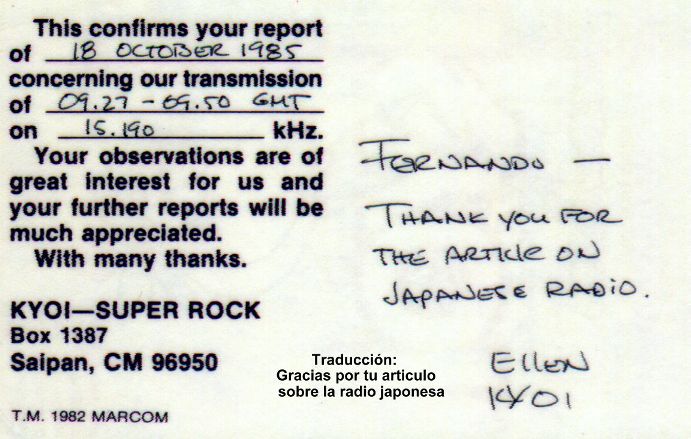 This confirms your report
of 18 OCTOBER 1985
concerning our transmission
of 09.27 - 09.50 GMT
on 15.190 kHz.
Your observations are of
great interest for us and
your further reports will be
much appreciated.
With many thanks.
KYOI—SUPER ROCK
Box 1387
Saipan, CM 96950
T.M. 1982 MARCOM
FERNANDO —
THANK YOU FOR
THE ARTICLE ON
JAPANESE RADIO.
ELLEN
KYOI
Traducción:
Gracias por tu articulo
sobre la radio japonesa